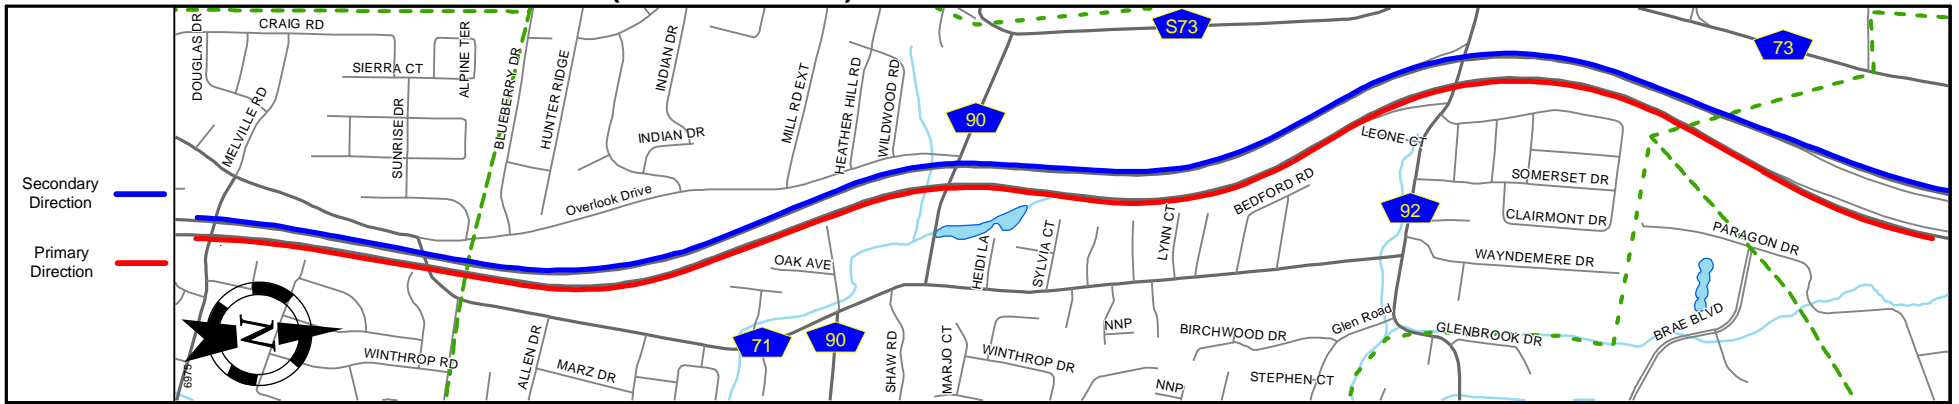 Secondary
Direction
Primary
Direction
DOUGLAS DR
CRAIG RD
MELVILLE RD
SIERRA CT
SUNRISE DR
ALPINE TER
BLUEBERRY DR
HUNTER RIDGE
INDIAN DR
INDIAN DR
MILL RD EXT
HEATHER HILL RD
WILDWOOD RD
Overlook Drive
90
S73
73
LEONE CT
SOMERSET DR
CLAIRMONT DR
92
BEDFORD RD
LYNN CT
SYLVIA CT
HEIDI LA
OAK AVE
WAYNDEMERE DR
PARAGON DR
BRAE BLVD
Glen Road
GLENBROOK DR
BIRCHWOOD DR
NNP
STEPHEN CT
NNP
WINTHROP DR
MARJO CT
SHAW RD
90
71
MARZ DR
ALLEN DR
WINTHROP RD
N
6975